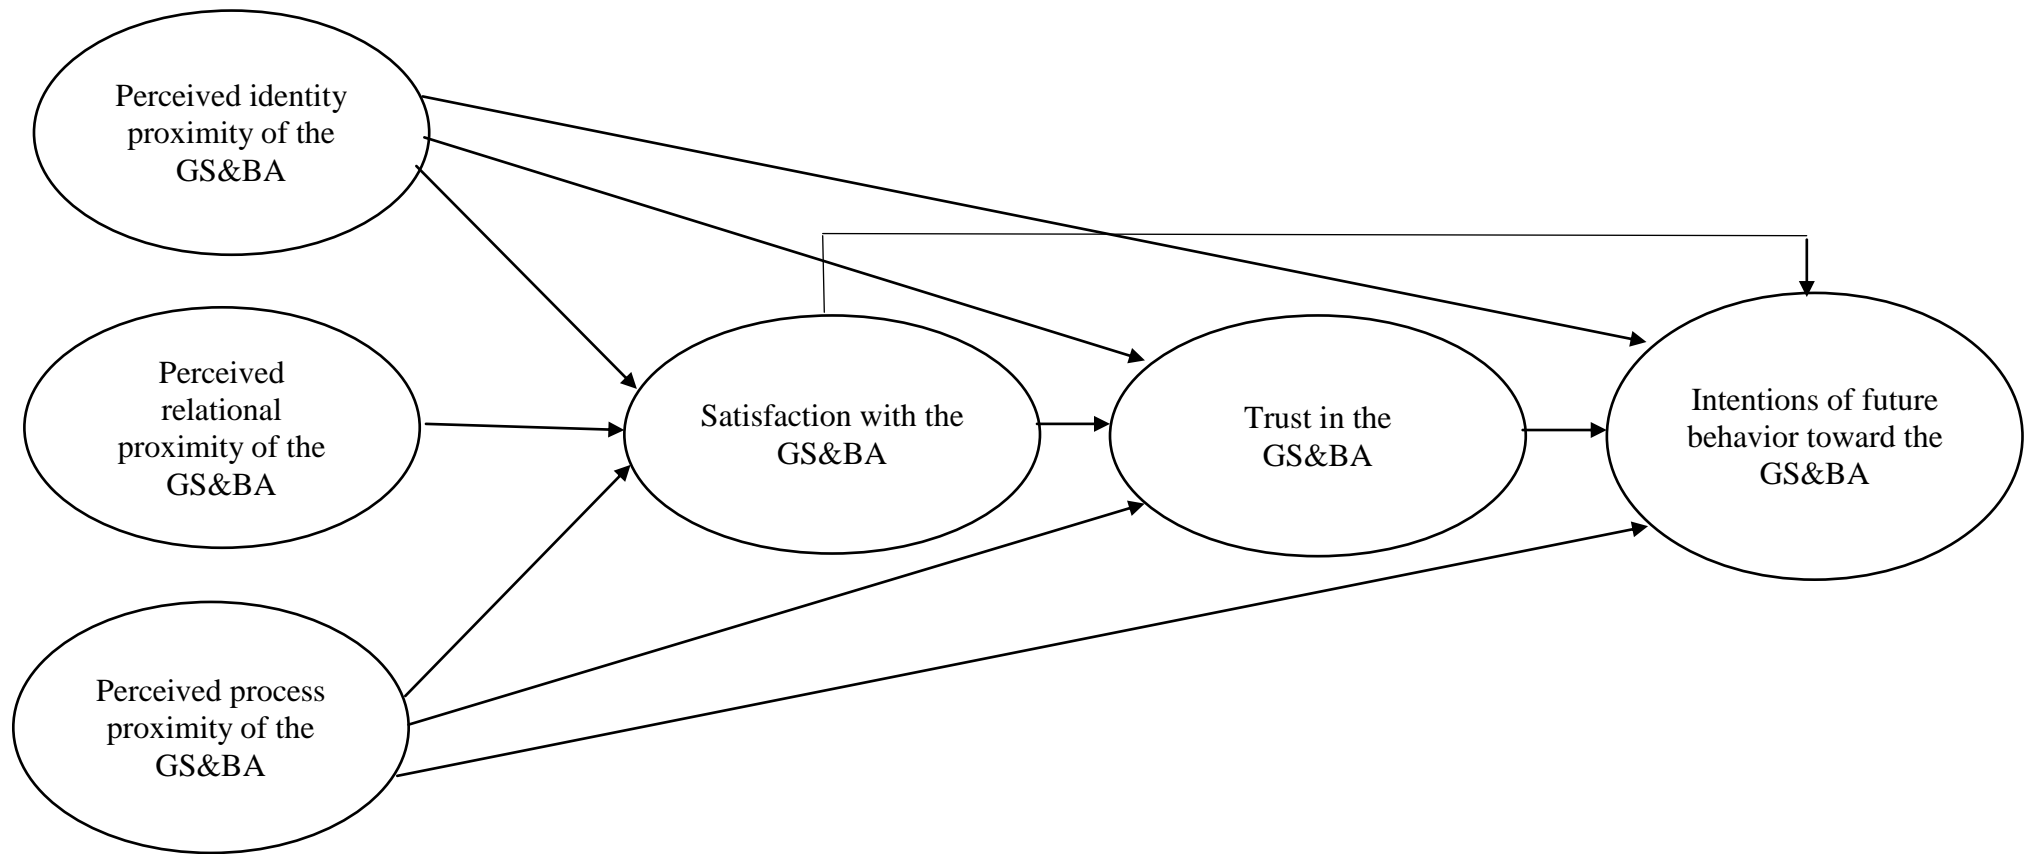 Perceived identity
proximity of the
GS&BA
Perceived
relational
proximity of the
GS&BA
Perceived process
proximity of the
GS&BA
Satisfaction with the
GS&BA
Trust in the
GS&BA
Intentions of future
behavior toward the
GS&BA